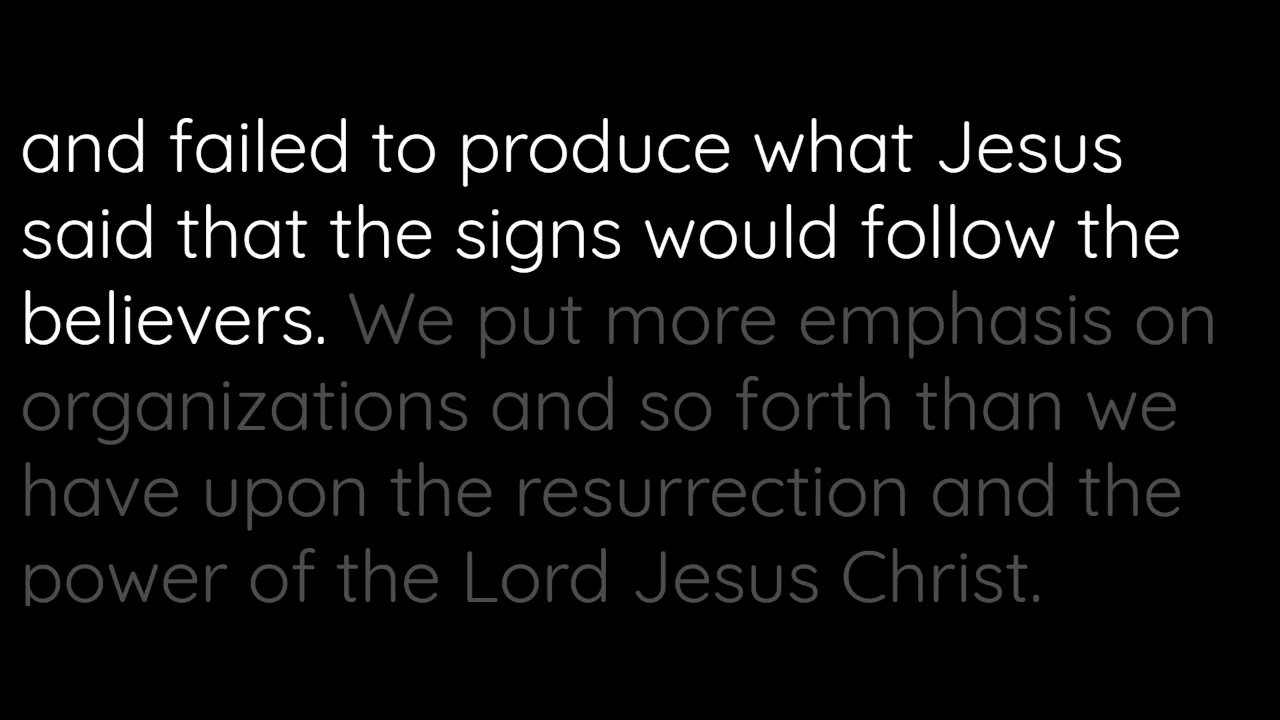 and failed to produce what Jesus
said that the signs would follow the
believers. We put more emphasis on
organizations and so forth than we
have upon the resurrection and the
power of the Lord Jesus Christ.